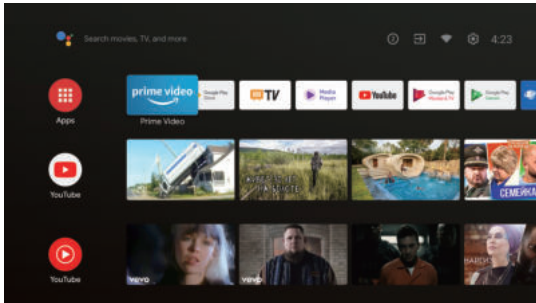 Search movies, TV, and more
4:23
Apps
prime video
Google Play
Store
TV
Media
Player
YouTube
Google Play
Movies & TV
Google Play
Games
Prime Video
YouTube
СЕМЕЙКА
YouTube
vevo
vevo